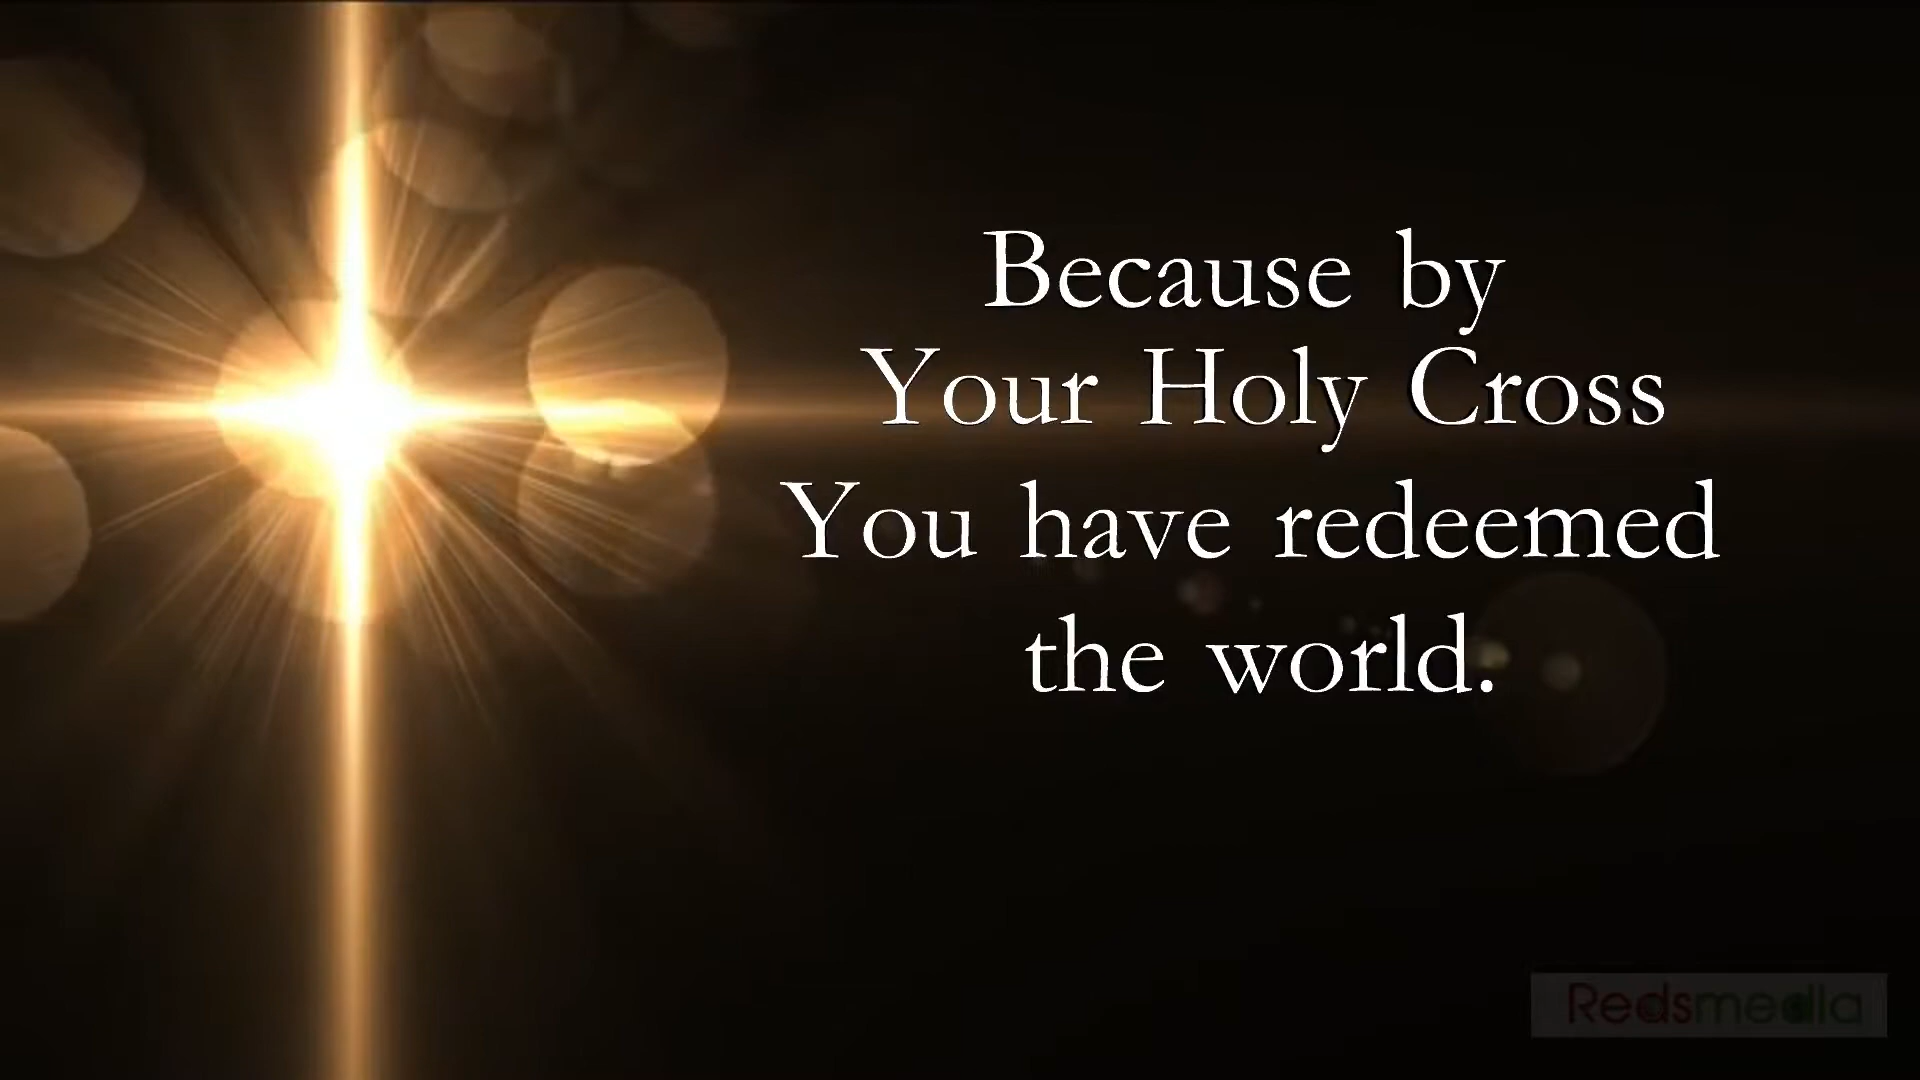 Because by
Your Holy Cross
You have redeemed
the world.
Redsmedia